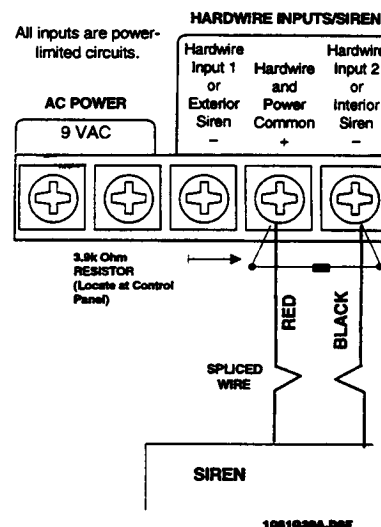 HARDWIRE INPUTS/SIREN
All inputs are power-
limited circuits.
Hardwire
Input 1
or
Exterior
Siren
–
Hardwire
and
Power
Common
+
Hardwire
Input 2
or
Interior
Siren
–
AC POWER
9 VAC
3.9k Ohm
RESISTOR
(Locate at Control
Panel)
RED
BLACK
SPLICED
WIRE
SIREN